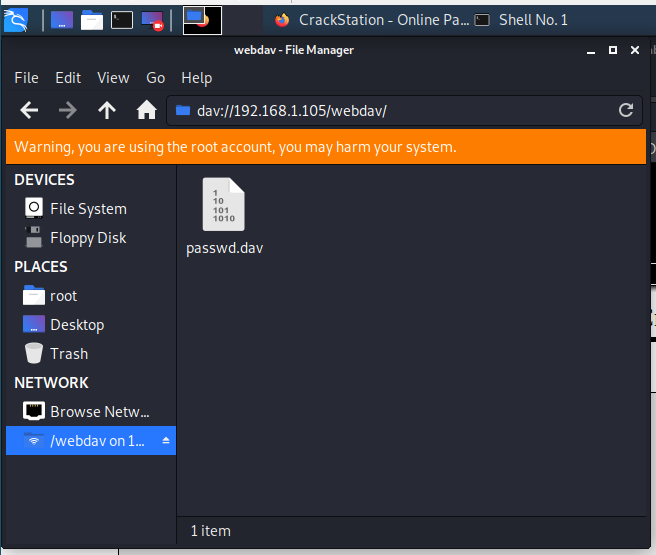 CrackStation - Online Pa...
Shell No. 1
webdav - File Manager
File Edit View Go Help
dav://192.168.1.105/webdav/
Warning, you are using the root account, you may harm your system.
DEVICES
File System
Floppy Disk
PLACES
root
Desktop
Trash
NETWORK
Browse Netw...
/webdav on 1...
1
10
101
1010
passwd.dav
1 item